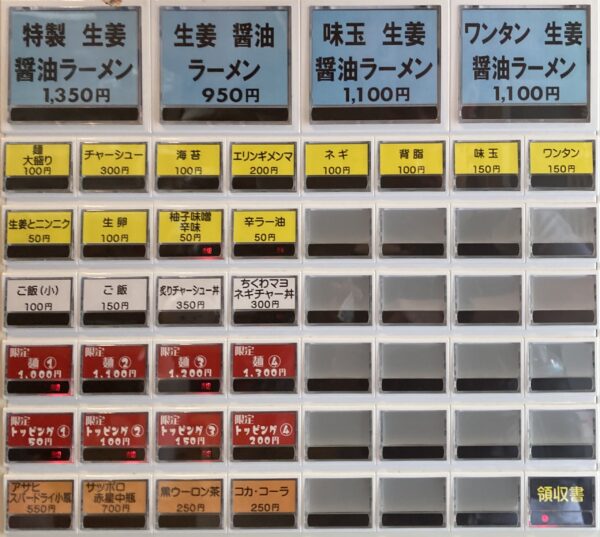 特製 生姜
醤油ラーメン
1,350円
生姜 醤油
ラーメン
950円
味玉 生姜
醤油ラーメン
1,100円
ワンタン 生姜
醤油ラーメン
1,100円
麺
大盛り
100円
チャーシュー
300円
海苔
100円
エリンギメンマ
200円
ネギ
100円
背脂
100円
味玉
150円
ワンタン
150円
生姜とニンニク
50円
生卵
100円
柚子味噌
辛味
50円
辛ラー油
50円
ご飯(小)
100円
ご飯
150円
炙りチャーシュー丼
350円
ちくわマヨ
ネギチャー丼
300円
限定
麺①
1,000円
限定
麺②
1,100円
限定
麺③
1,200円
限定
麺④
1,300円
限定
トッピング①
50円
限定
トッピング②
100円
限定
トッピング③
150円
限定
トッピング④
200円
アサヒ
スパードライ小瓶
550円
サッポロ
赤星中瓶
700円
黒ウーロン茶
250円
コカ・コーラ
250円
領収書